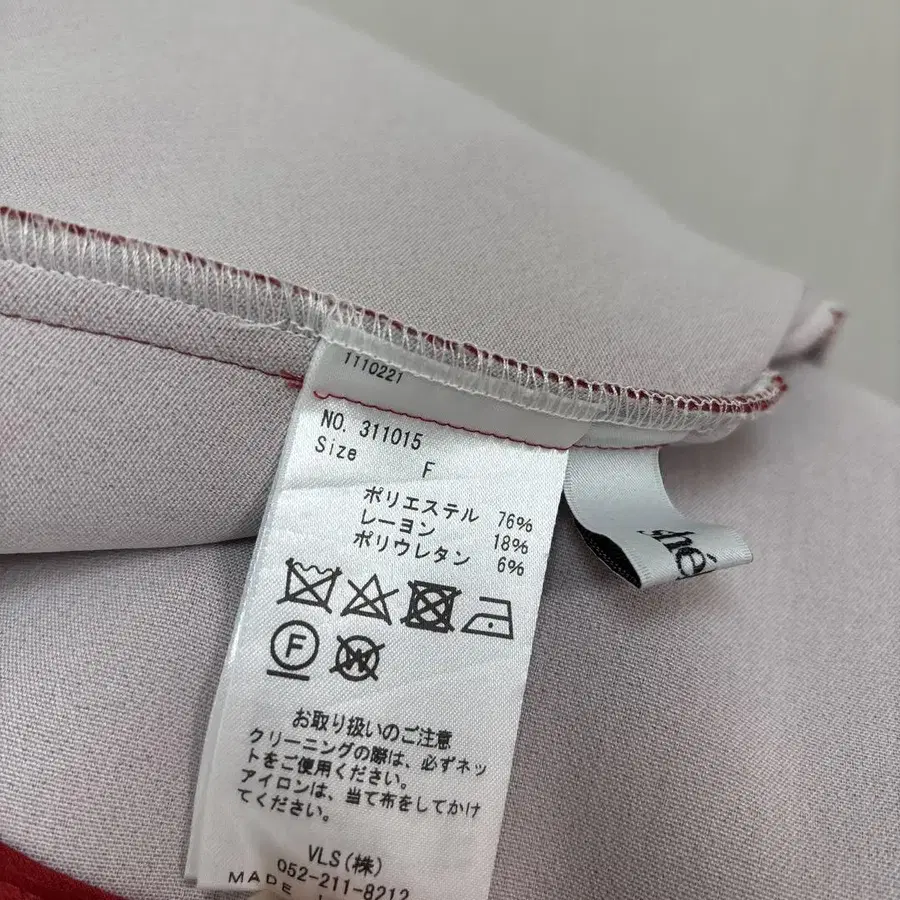 1110221
NO. 311015
Size F
ポリエステル 76%
レーヨン 18%
ポリウレタン 6%
F
W
お取り扱いのご注意
クリーニングの際は、必ずネッ
トをご使用ください。
アイロンは、当て布をしてかけ
てください。
VLS(株)
052-211-8212
MADE